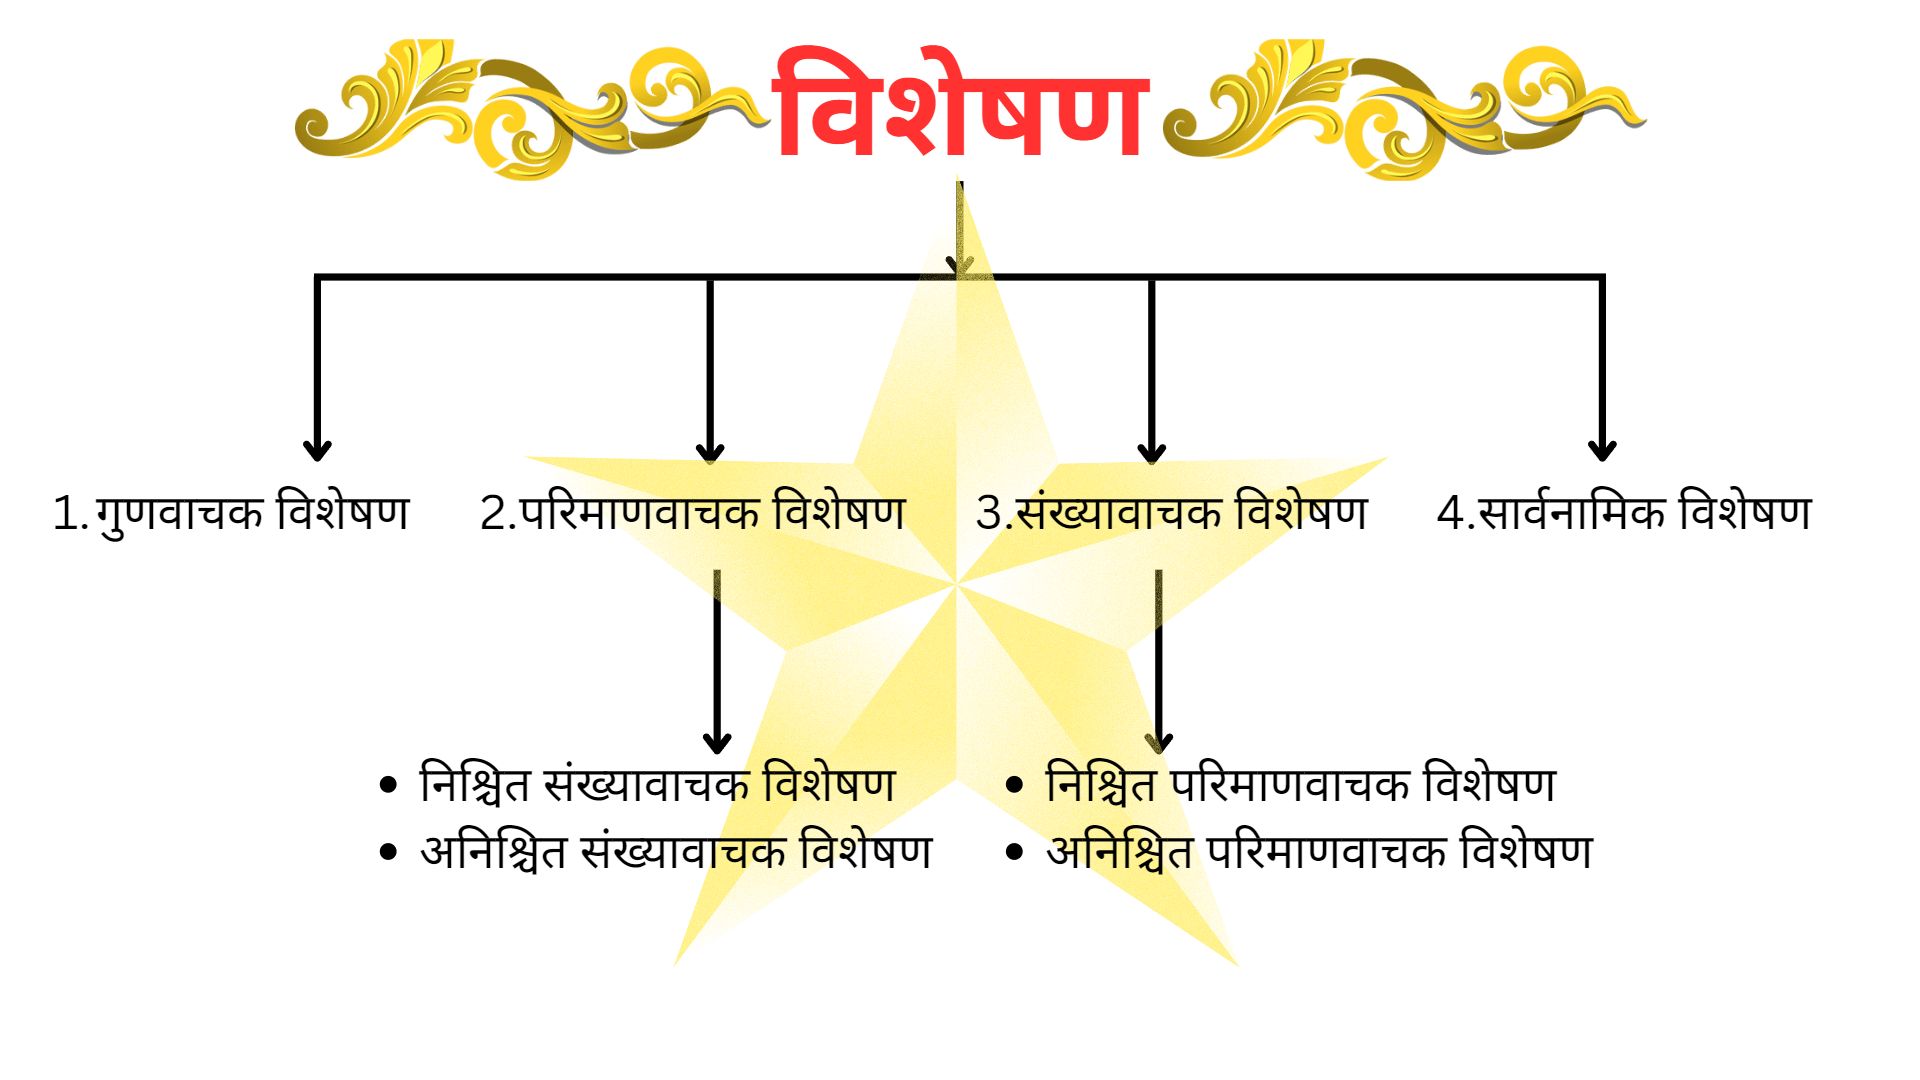 विशेषण
1. गुणवाचक विशेषण
2.परिमाणवाचक विशेषण
3.संख्यावाचक विशेषण
4.सार्वनामिक विशेषण
निश्चित संख्यावाचक विशेषण
अनिश्चित संख्यावाचक विशेषण
निश्चित परिमाणवाचक विशेषण
अनिश्चित परिमाणवाचक विशेषण